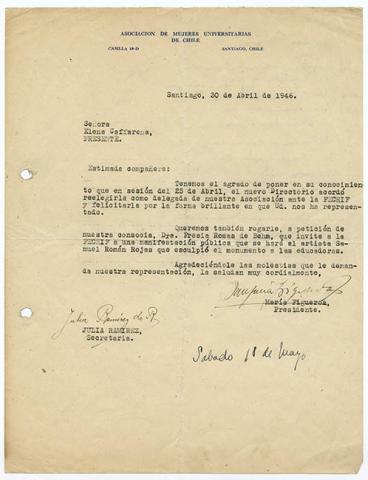 ASOCIACION DE MUJERES UNIVERSITARIAS
DE CHILE
CASILLA 18-D
SANTIAGO, CHILE
Santiago, 30 de Abril de 1946.
Señora
Elena Caffarena,
PRESENTE.
Estimada compañera:
Tenemos el agrado de poner en su conocimien
to que en sesión del 25 de Abril, el nuevo Directorio acordó
reelegirla como delegada de nuestra Asociación ante la FECHIF
y felicitarla por la forma brillante en que Ud. nos ha represen-
tado.
Queremos también rogarle, a petición de
nuestra consocia, Dra. Fresia Rosas de Bohm, que invite a la
FECHIF a una manifestación pública que se hará al artista Sa-
muel Román Rojas que esculpió el monumento a las educadoras.
Agradeciéndole las molestias que le deman-
da nuestra representación, la saludan muy cordialmente,
María Figueroa,
Presidente.
Julia Ramírez de R.
JULIA RAMIREZ,
Secretaria.
Sabado 11 de Mayo